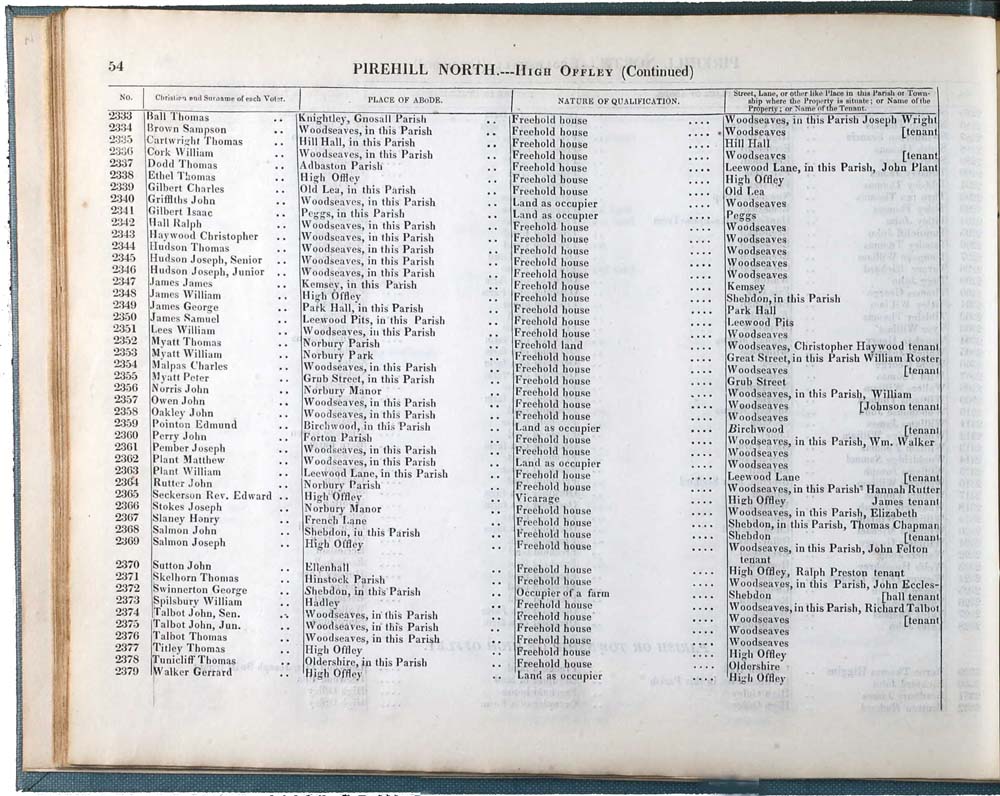 54
PIREHILL NORTH.---HIGH OFFLEY (Continued)
No. Christian and Surname of each Voter. PLACE OF ABODE. NATURE OF QUALIFICATION. Street, Lane, or other like Place in this Parish or Town-
ship where the Property is situate; or Name of the
Property; or Name of the Tenant.
2333 Ball Thomas .. Knightley, Gnosall Parish .. Freehold house .... Woodseaves, in this Parish Joseph Wright
2334 Brown Sampson .. Woodseaves, in this Parish .. Freehold house .... Woodseaves [tenant
2335 Cartwright Thomas .. Hill Hall, in this Parish .. Freehold house .... Hill Hall
2336 Cork William .. Woodseaves, in this Parish .. Freehold house .... Woodseaves [tenant
2337 Dodd Thomas .. Adbaston Parish .. Freehold house .... Leewood Lane, in this Parish, John Plant
2338 Ethel Thomas .. High Offley .. Freehold house .... High Offley
2339 Gilbert Charles .. Old Lea, in this Parish .. Freehold house .... Old Lea
2340 Griffiths John .. Woodseaves, in this Parish .. Land as occupier .... Woodseaves
2341 Gilbert Isaac .. Peggs, in this Parish .. Land as occupier .... Peggs
2342 Hall Ralph .. Woodseaves, in this Parish .. Freehold house .... Woodseaves
2343 Haywood Christopher .. Woodseaves, in this Parish .. Freehold house .... Woodseaves
2344 Hudson Thomas .. Woodseaves, in this Parish .. Freehold house .... Woodseaves
2345 Hudson Joseph, Senior .. Woodseaves, in this Parish .. Freehold house .... Woodseaves
2346 Hudson Joseph, Junior .. Woodseaves, in this Parish .. Freehold house .... Woodseaves
2347 James James .. Kemsey, in this Parish .. Freehold house .... Kemsey
2348 James William .. High Offley .. Freehold house .... Shebdon, in this Parish
2349 James George .. Park Hall, in this Parish .. Freehold house .... Park Hall
2350 James Samuel .. Leewood Pits, in this Parish .. Freehold house .... Leewood Pits
2351 Lees William .. Woodseaves, in this Parish .. Freehold house .... Woodseaves
2352 Myatt Thomas .. Norbury Parish .. Freehold land .... Woodseaves, Christopher Haywood tenant
2353 Myatt William .. Norbury Park .. Freehold house .... Great Street, in this Parish William Roster
2354 Malpas Charles .. Woodseaves, in this Parish .. Freehold house .... Woodseaves [tenant
2355 Myatt Peter .. Grub Street, in this Parish .. Freehold house .... Grub Street
2356 Norris John .. Norbury Manor .. Freehold house .... Woodseaves, in this Parish, William
2357 Owen John .. Woodseaves, in this Parish .. Freehold house .... Woodseaves [Johnson tenant
2358 Oakley John .. Woodseaves, in this Parish .. Freehold house .... Woodseaves
2359 Pointon Edmund .. Birchwood, in this Parish .. Land as occupier .... Birchwood [tenant
2360 Perry John .. Forton Parish .. Freehold house .... Woodseaves, in this Parish, Wm. Walker
2361 Pember Joseph .. Woodseaves, in this Parish .. Freehold house .... Woodseaves
2362 Plant Matthew .. Woodseaves, in this Parish .. Land as occupier .... Woodseaves
2363 Plant William .. Leewood Lane, in this Parish .. Freehold house .... Leewood Lane [tenant
2364 Rutter John .. Norbury Parish .. Freehold house .... Woodseaves, in this Parish Hannah Rutter
2365 Seckerson Rev. Edward .. High Offley .. Vicarage .... High Offley James tenant
2366 Stokes Joseph .. Norbury Manor .. Freehold house .... Woodseaves, in this Parish, Elizabeth
2367 Slaney Henry .. French Lane .. Freehold house .... Shebdon, in this Parish, Thomas Chapman
2368 Salmon John .. Shebdon, in this Parish .. Freehold house .... Shebdon [tenant
2369 Salmon Joseph .. High Offley .. Freehold house .... Woodseaves, in this Parish, John Felton
tenant
2370 Sutton John .. Ellenhall .. Freehold house .... High Offley, Ralph Preston tenant
2371 Skelhorn Thomas .. Hinstock Parish .. Freehold house .... Woodseaves, in this Parish, John Eccles-
2372 Swinnerton George .. Shebdon, in this Parish .. Occupier of a farm .... Shebdon [hall tenant
2373 Spilsbury William .. Hadley .. Freehold house .... Woodseaves, in this Parish, Richard Talbot
2374 Talbot John, Sen. .. Woodseaves, in this Parish .. Freehold house .... Woodseaves [tenant
2375 Talbot John, Jun. .. Woodseaves, in this Parish .. Freehold house .... Woodseaves
2376 Talbot Thomas .. Woodseaves, in this Parish .. Freehold house .... Woodseaves
2377 Titley Thomas .. High Offley .. Freehold house .... High Offley
2378 Tunicliff Thomas .. Oldershire, in this Parish .. Freehold house .... Oldershire
2379 Walker Gerrard .. High Offley .. Land as occupier .... High Offley